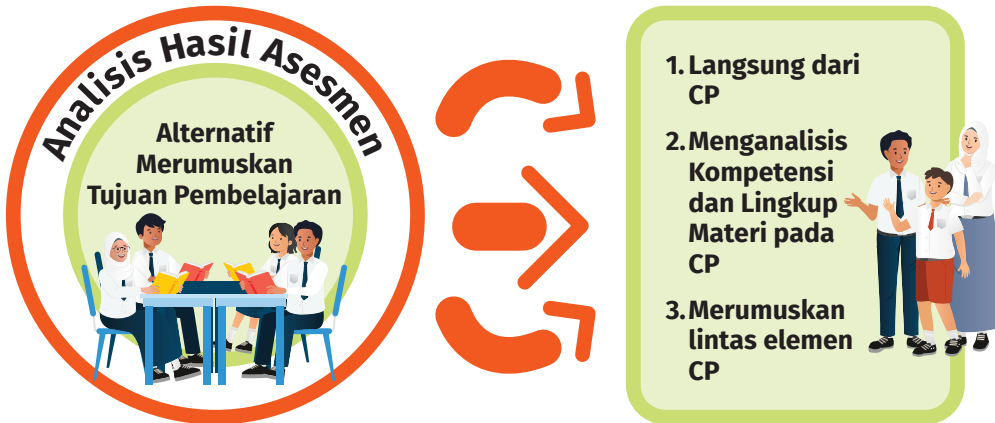 Analisis Hasil Asesmen
Alternatif
Merumuskan
Tujuan Pembelajaran
1. Langsung dari
CP
2. Menganalisis
Kompetensi
dan Lingkup
Materi pada
CP
3. Merumuskan
lintas elemen
CP